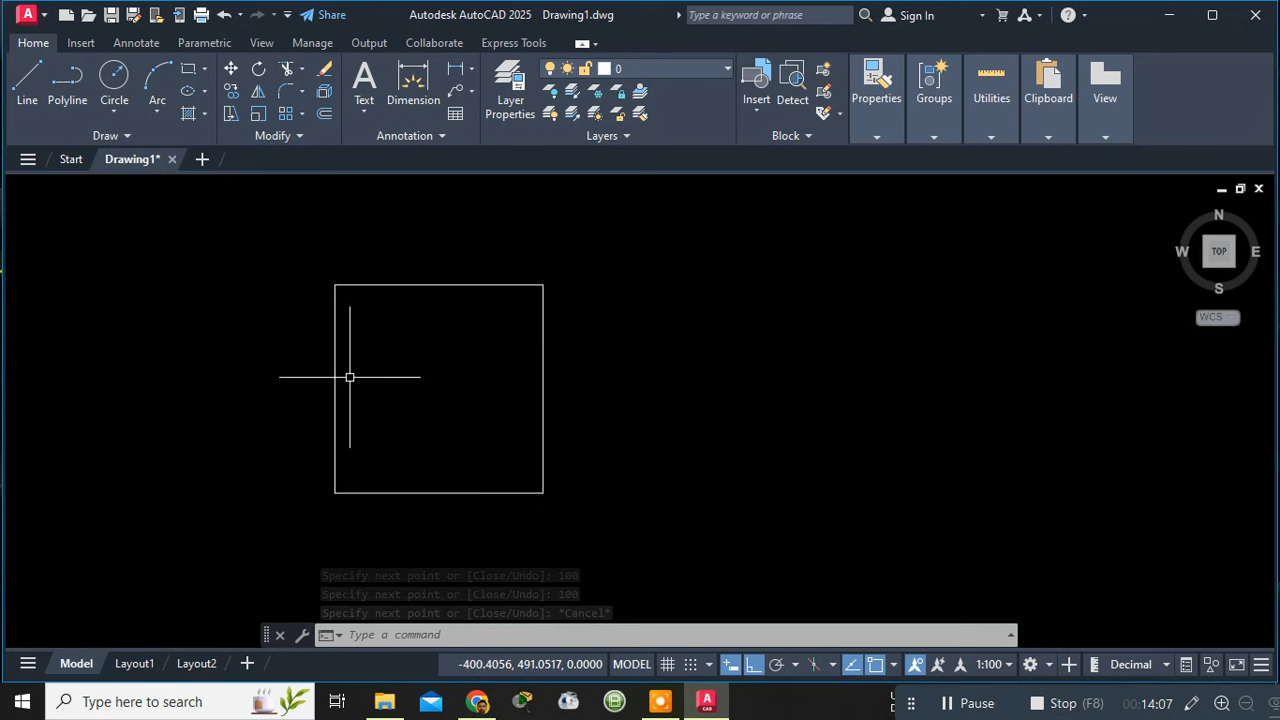 Share
Autodesk AutoCAD 2025 Drawing1.dwg
Type a keyword or phrase
Sign In
Home Insert Annotate Parametric View Manage Output Collaborate Express Tools
0
Line Polyline Circle Arc
Text Dimension
Layer
Properties
Insert Detect
Properties Groups Utilities Clipboard View
Draw Modify Annotation Layers Block
Start Drawing1*
N
W TOP E
S
WCS
Specify next point or [Close/Undo]: 100
Specify next point or [Close/Undo]: 100
Specify next point or [Close/Undo]: *Cancel*
Type a command
Model Layout1 Layout2
-400.4056, 491.0517, 0.0000 MODEL
1:100
Decimal
Type here to search
CAD
Pause
Stop (F8)
00:14:07